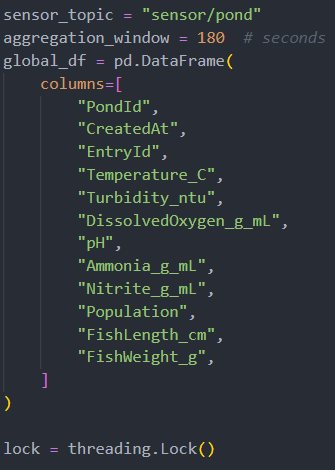 sensor_topic = "sensor/pond"
aggregation_window = 180  # seconds
global_df = pd.DataFrame(
    columns=[
        "PondId",
        "CreatedAt",
        "EntryId",
        "Temperature_C",
        "Turbidity_ntu",
        "DissolvedOxygen_g_mL",
        "pH",
        "Ammonia_g_mL",
        "Nitrite_g_mL",
        "Population",
        "FishLength_cm",
        "FishWeight_g",
    ]
)
lock = threading.Lock()